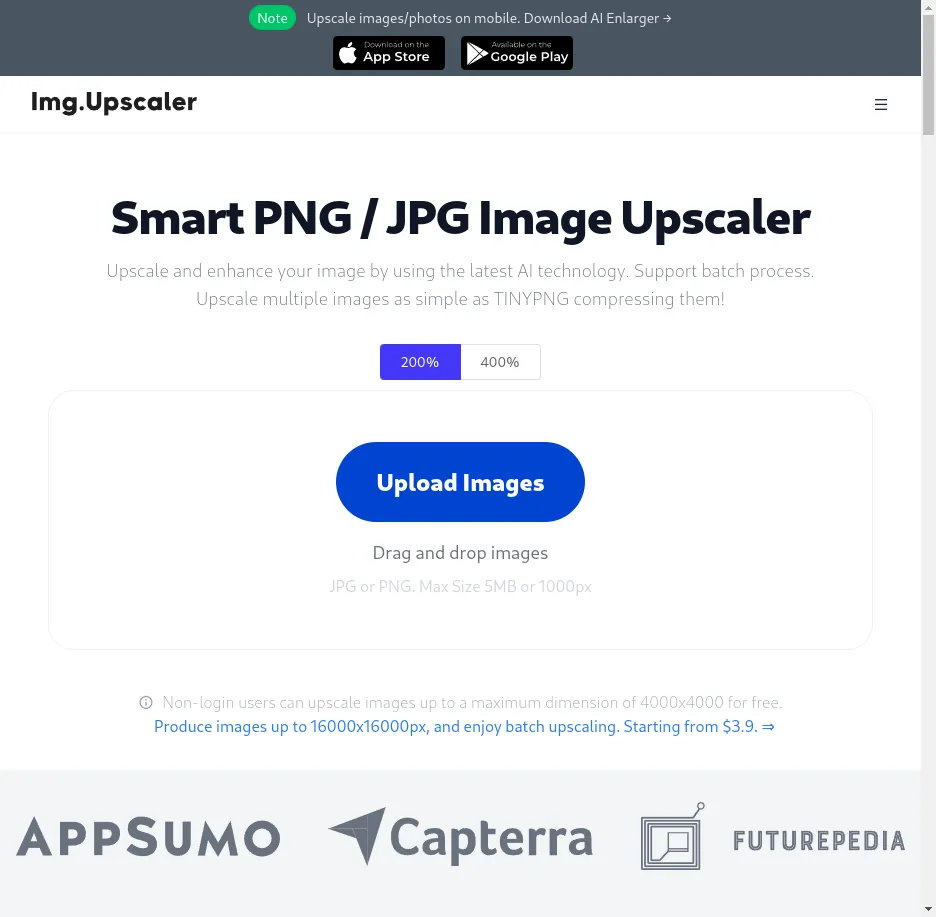 Note Upscale images/photos on mobile. Download AI Enlarger →
Download on the
App Store
Available on the
Google Play
Img.Upscaler
Smart PNG / JPG Image Upscaler
Upscale and enhance your image by using the latest AI technology. Support batch process.
Upscale multiple images as simple as TINYPNG compressing them!
200% 400%
Upload Images
Drag and drop images
JPG or PNG. Max Size 5MB or 1000px
Non-login users can upscale images up to a maximum dimension of 4000x4000 for free.
Produce images up to 16000x16000px, and enjoy batch upscaling. Starting from $3.9. ⇒
APPSUMO Capterra FUTUREPEDIA